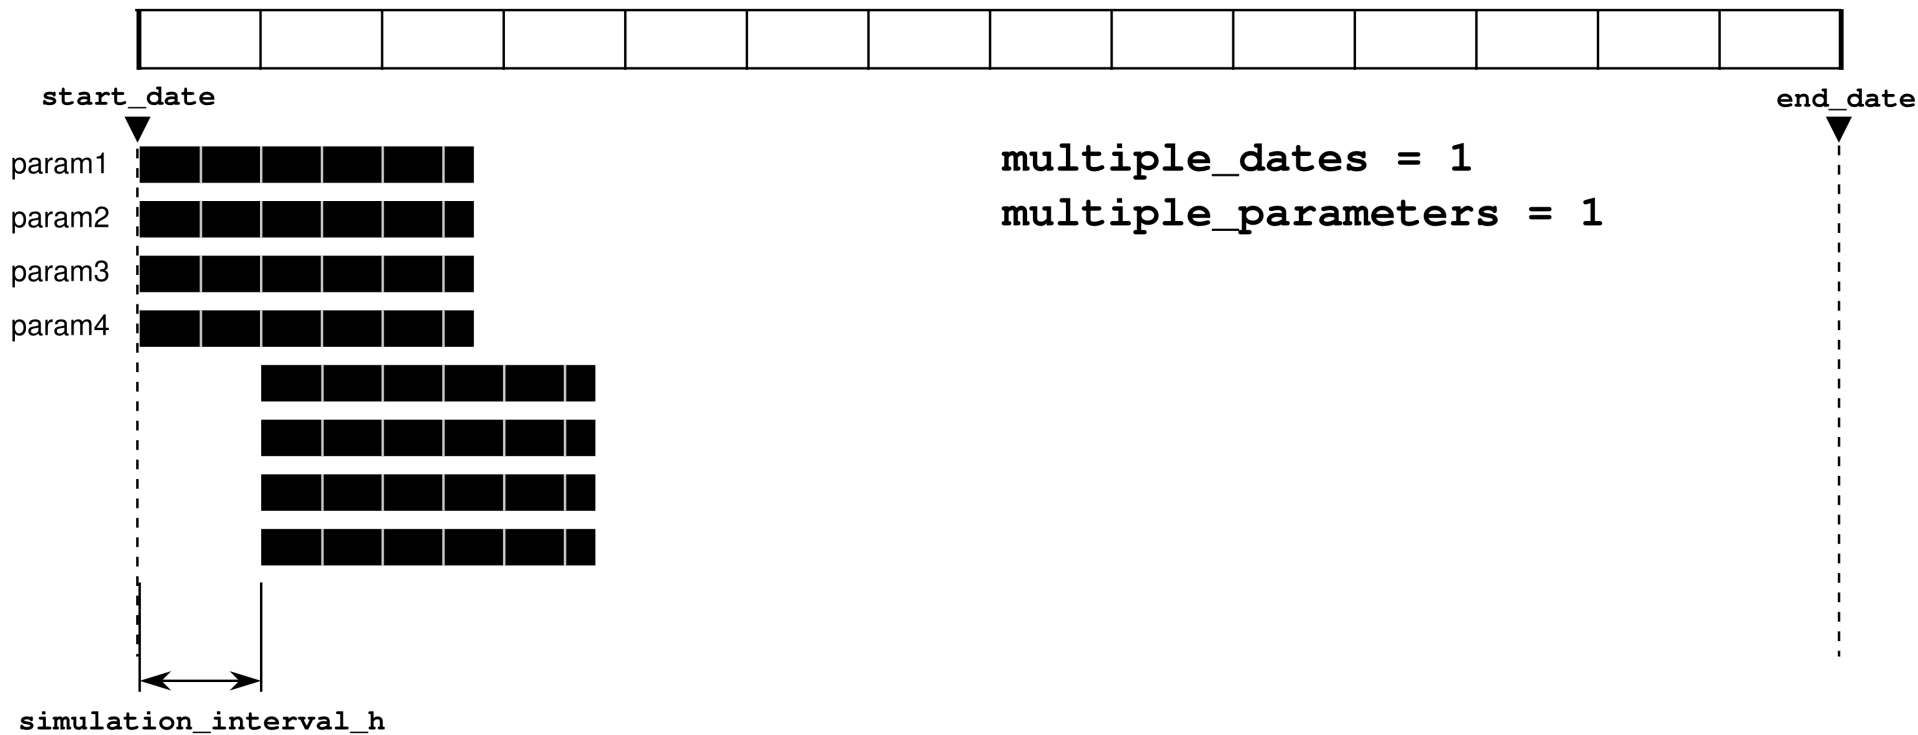 start_date
end_date
param1
multiple_dates = 1
param2
multiple_parameters = 1
param3
param4
simulation_interval_h